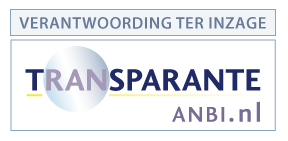 VERANTWOORDING TER INZAGE
TRANSPARANTE
ANBI.nl